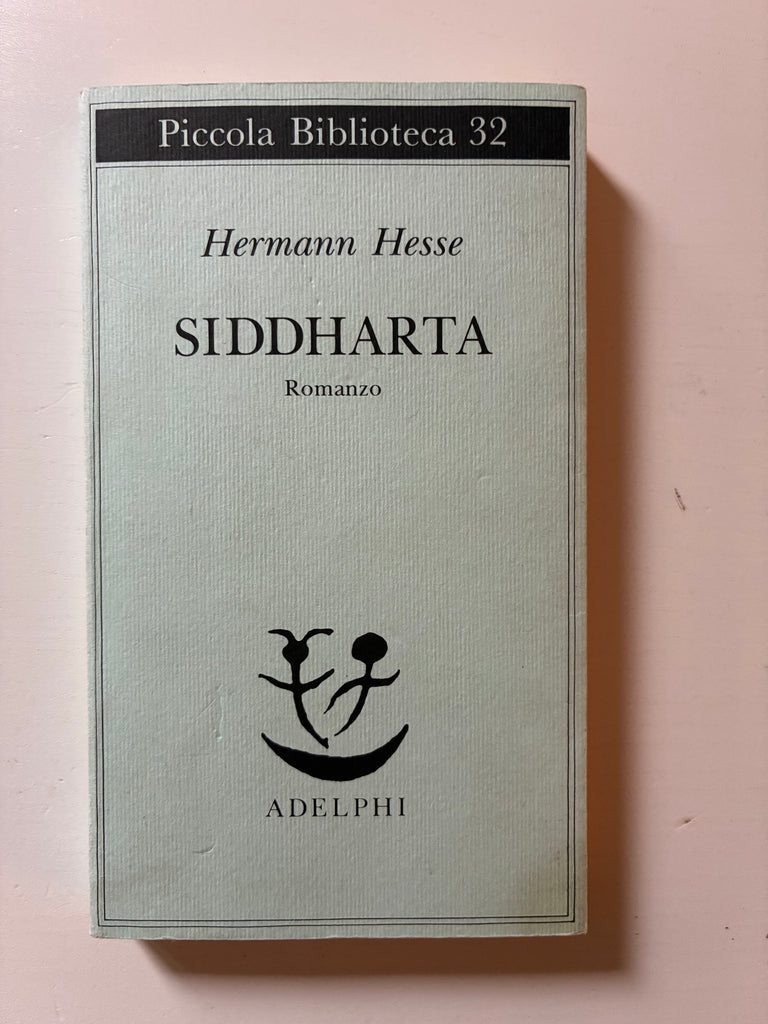 Piccola Biblioteca 32
Hermann Hesse
SIDDHARTA
Romanzo
ADELPHI